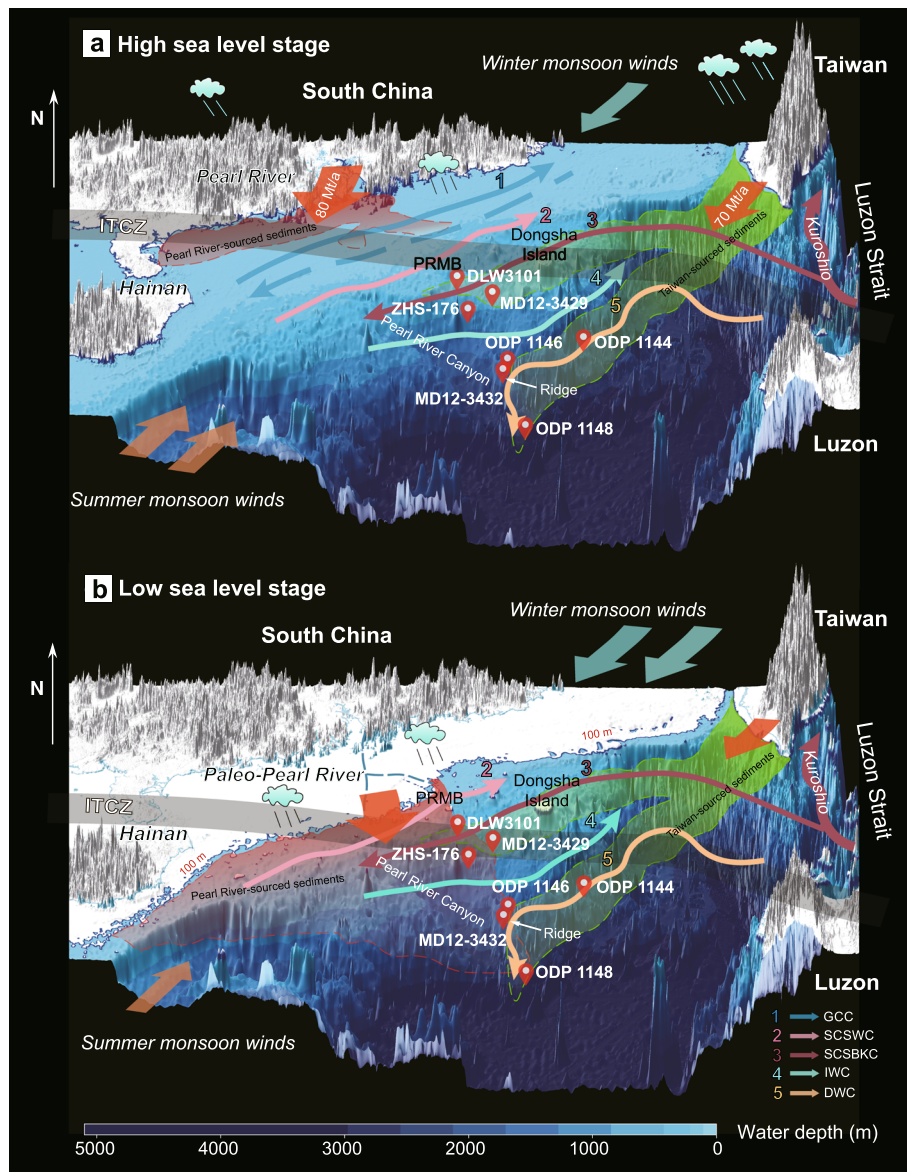 a High sea level stage
Winter monsoon winds
Taiwan
South China
N
Pearl River
80 Mt/a
1
70 Mt/a
Luzon Strait
ITCZ
2
3
Kuroshio
Pearl River-sourced sediments
Dongsha
Island
Taiwan-sourced sediments
PRMB
DLW3101
4
Hainan
MD12-3429
5
ZHS-176
Pearl River Canyon
ODP 1146
ODP 1144
Ridge
MD12-3432
ODP 1148
Luzon
Summer monsoon winds
b Low sea level stage
Winter monsoon winds
Taiwan
South China
N
100 m
Luzon Strait
Paleo-Pearl River
2
3
Kuroshio
Dongsha
Island
Taiwan-sourced sediments
ITCZ
PRMB
DLW3101
4
Hainan
MD12-3429
100 m
ZHS-176
5
Pearl River-sourced sediments
Pearl River Canyon
ODP 1146
ODP 1144
MD12-3432
Ridge
ODP 1148
Luzon
Summer monsoon winds
1 GCC
2 SCSWC
3 SCSBKC
4 IWC
5 DWC
5000 4000 3000 2000 1000 0 Water depth (m)